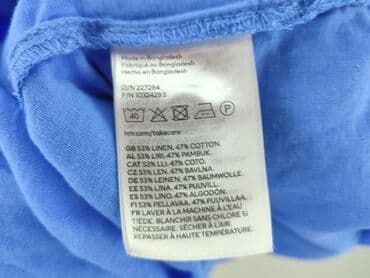 Made in Bangladesh
Fabriqué au Bangladesh
Hecho en Bangladesh
O/N 227284
P/N 1032428.5
40
P
hm.com/takecare
GB 53% LINEN. 47% COTTON.
AL 53% LIRI. 47% PAMBUK.
CAT 53% LLI. 47% COTÓ.
CZ 53% LEN. 47% BAVLNA.
DE 53% LEINEN. 47% BAUMWOLLE.
EE 53% LINA. 47% PUUVILL.
ES 53% LINO. 47% ALGODÓN.
FI 53% PELLAVAA. 47% PUUVILLAA.
FR LAVER À LA MACHINE À L'EAU
TIÈDE. BLANCHIR SANS CHLORE SI
NÉCESSAIRE. SÉCHER À L'AIR.
REPASSER À HAUTE TEMPÉRATURE.